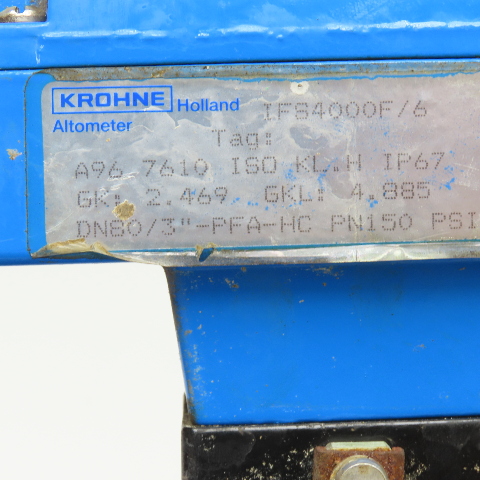 KROHNE Holland IFS4000F/6
Altometer
Tag:
A96 7610 ISO KL.H IP67
GK: 2.469 GKL: 4.885
DN80/3"-PFA-HC PN150 PSI